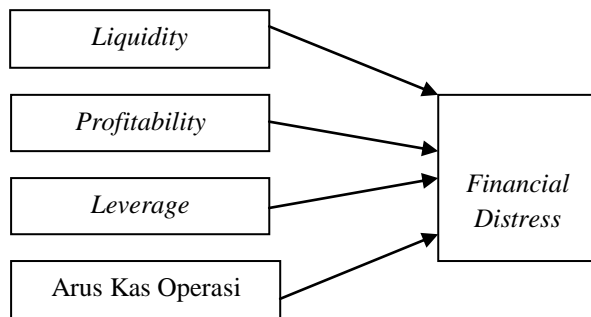 Liquidity
Profitability
Leverage
Arus Kas Operasi
Financial
Distress